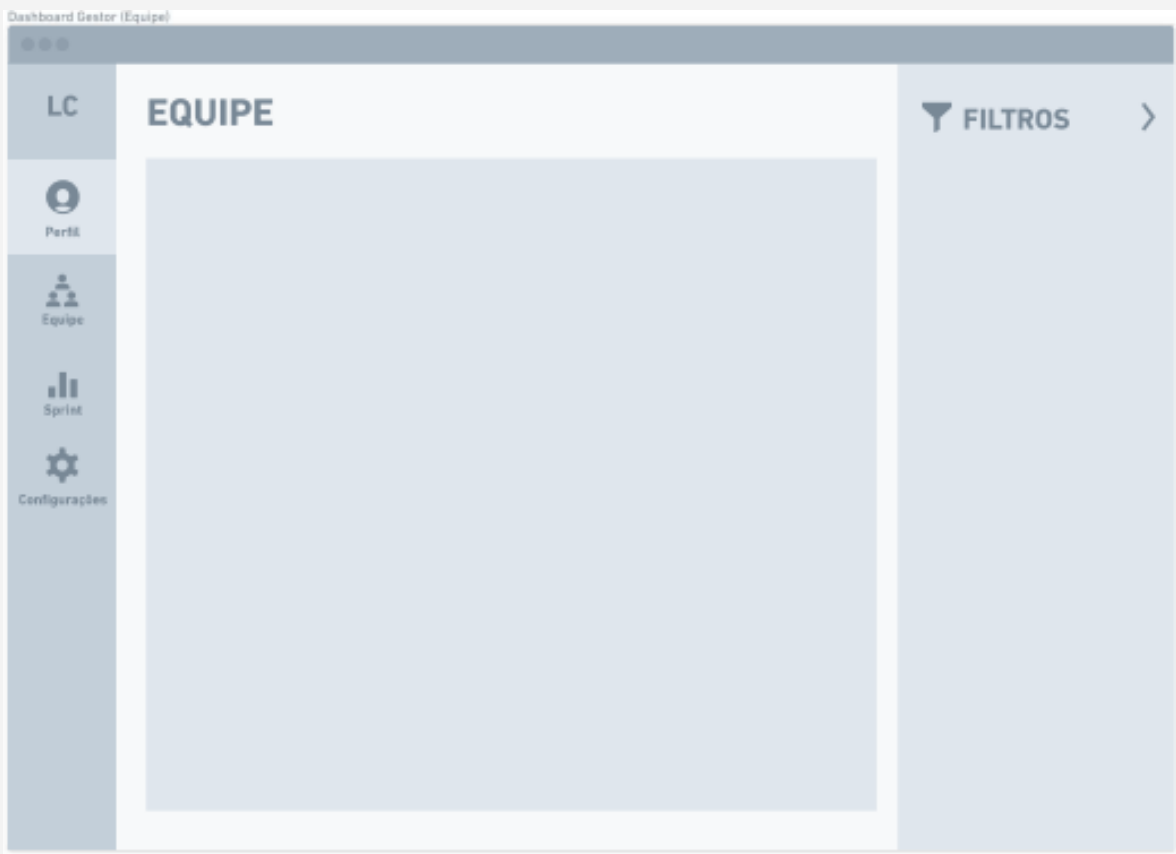 Dashboard Gestor (Equipe)
LC
EQUIPE
FILTROS
Perfil
Equipe
Sprint
Configurações